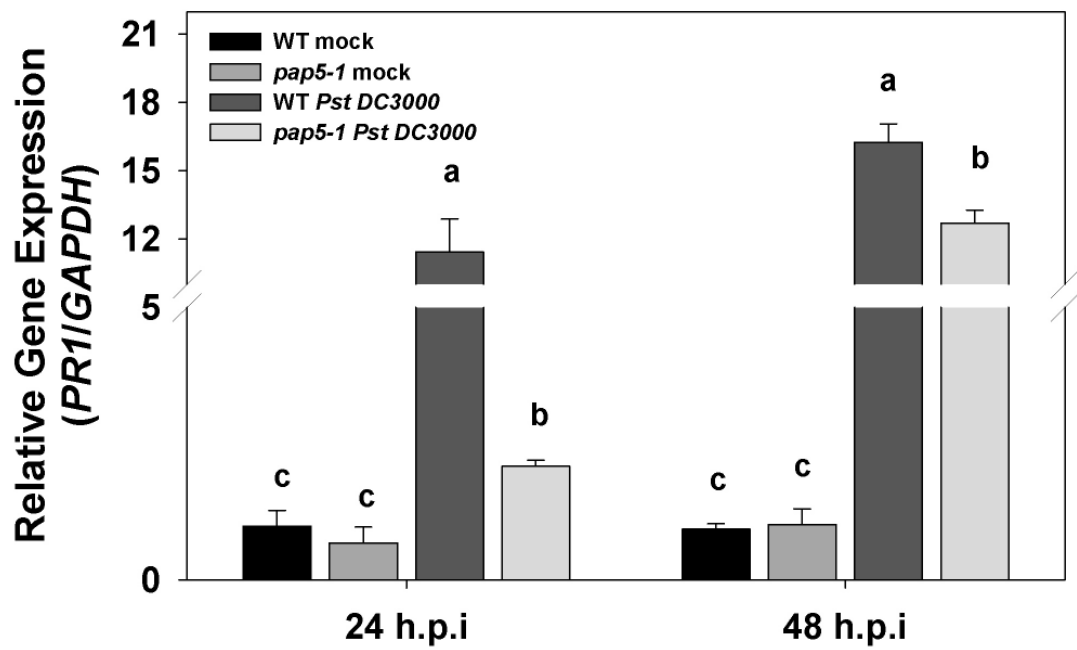 Relative Gene Expression
(PR1/GAPDH)
21
18
15
12
5
0
WT mock
pap5-1 mock
WT Pst DC3000
pap5-1 Pst DC3000
c
c
a
b
c
c
a
b
24 h.p.i
48 h.p.i